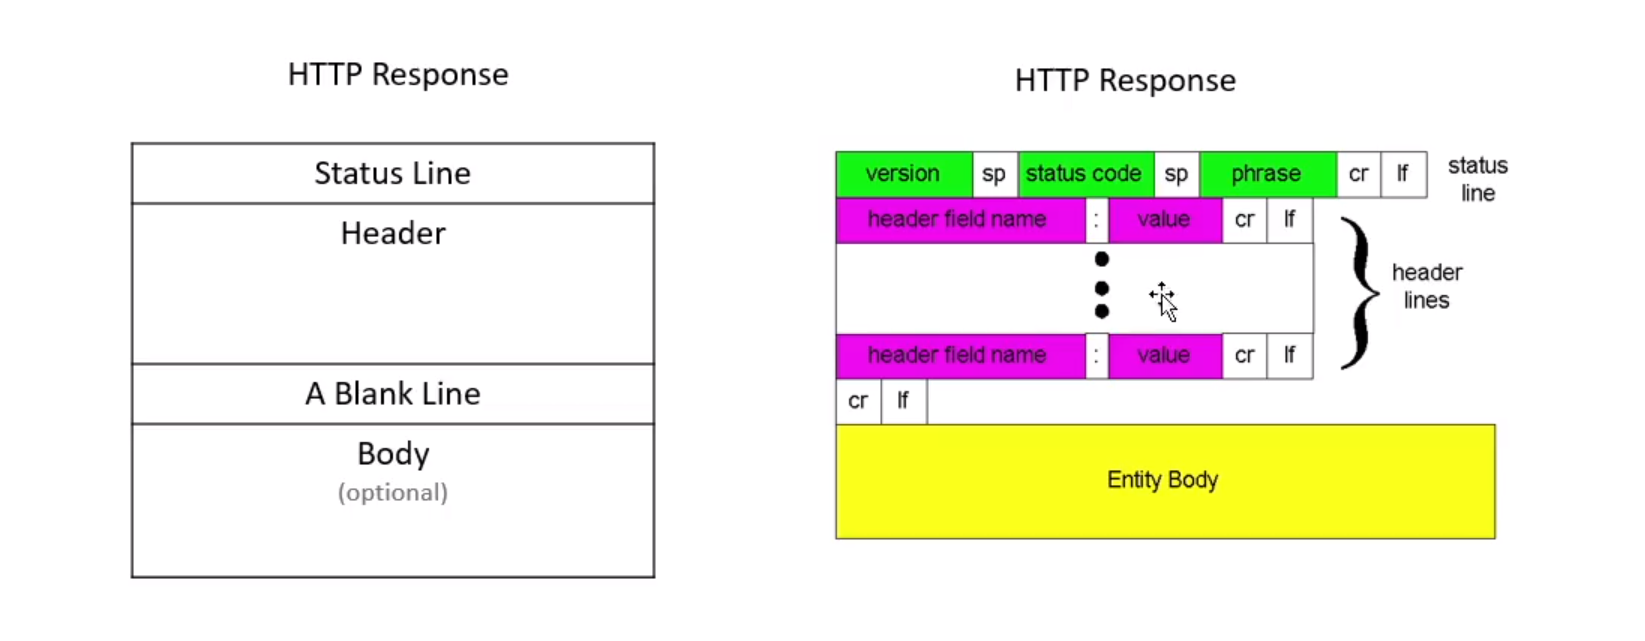 HTTP Response
Status Line
Header
A Blank Line
Body
(optional)
HTTP Response
version sp status code sp phrase cr lf
status
line
header field name : value cr lf
header
lines
header field name : value cr lf
cr lf
Entity Body